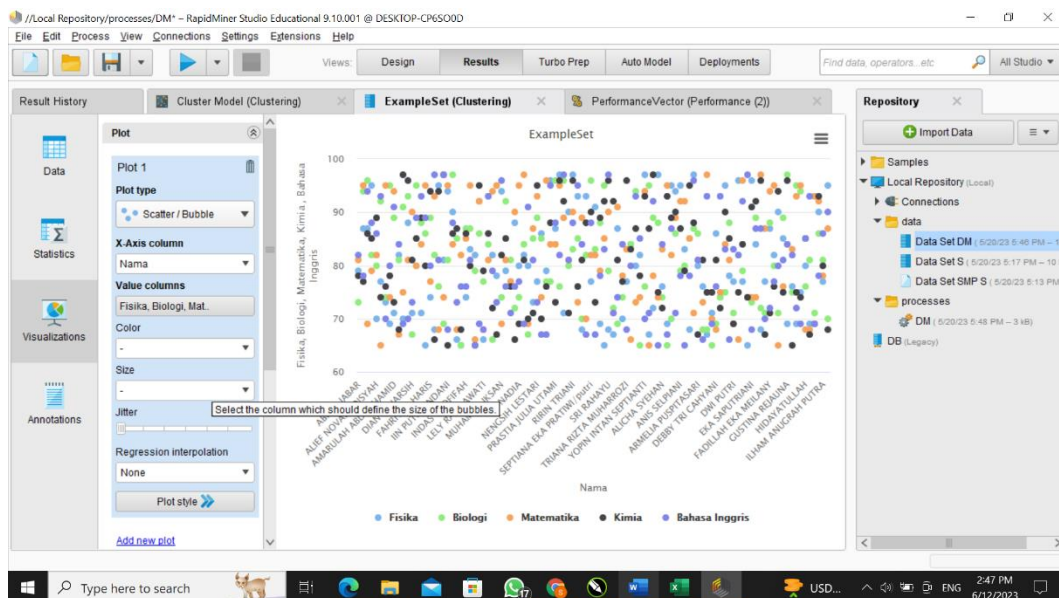 //Local Repository/processes/DM* – RapidMiner Studio Educational 9.10.001 @ DESKTOP-CP6SO0D
File Edit Process View Connections Settings Extensions Help
Views: Design Results Turbo Prep Auto Model Deployments Find data, operators...etc All Studio
Result History Cluster Model (Clustering) ExampleSet (Clustering) PerformanceVector (Performance (2)) Repository
Data
Statistics
Visualizations
Annotations
Plot
Plot 1
Plot type
Scatter / Bubble
X-Axis column
Nama
Value columns
Fisika, Biologi, Mat..
Color
-
Size
-
Select the column which should define the size of the bubbles.
Jitter
Regression interpolation
None
Plot style
Add new plot
ExampleSet
Fisika, Biologi, Matematika, Kimia, Bahasa
Inggris
100
90
80
70
60
NENGSIH LESTARI
PRASTIA JULIA UTAMI
RIRIN TRIANI
SEPTIANA EKA PRATIWI /putri
SRI RAHAYU
TRIANA RIZTA MUHARROZI
YOPIN INTAN SEPTIANTI
ALICHA SYEHAN
ANIS SELPIANI
ARMELIA PUSPITASARI
DEBBY TRI CAHYANI
DWI PUTRI
EKA SAPUTRIANI
FADILLAH EKA MEILANY
GUSTINA REJAUNA
HIDAYATULLAH
ILHAM ANUGRAH PUTRA
Nama
Fisika Biologi Matematika Kimia Bahasa Inggris
Import Data
Samples
Local Repository (Local)
Connections
data
Data Set DM ( 5/20/23 5:46 PM – 1
Data Set S ( 5/20/23 5:17 PM – 10
Data Set SMP S ( 5/20/23 5:13 PM
processes
DM ( 5/20/23 5:48 PM – 3 kB)
DB (Legacy)
Type here to search
17
USD...
ENG
2:47 PM
6/12/2023